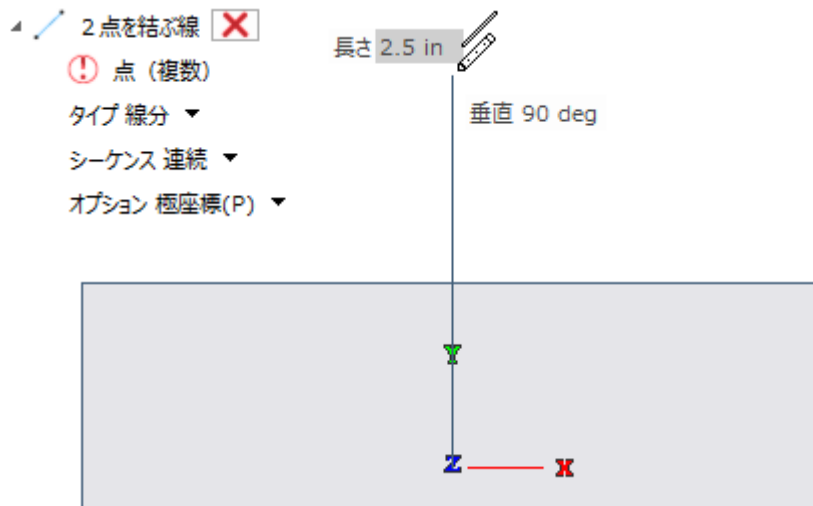 2点を結ぶ線
長さ 2.5 in
点（複数）
タイプ 線分
垂直 90 deg
シーケンス 連続
オプション 極座標(P)
Y
Z
X